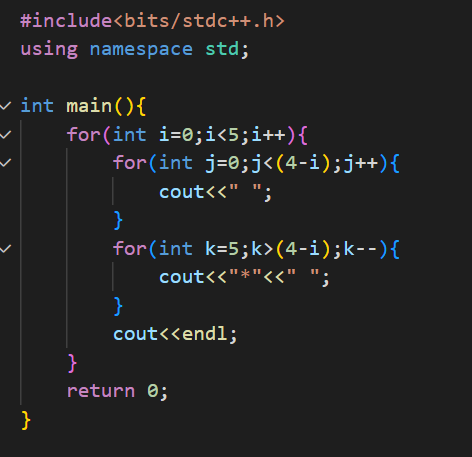 #include<bits/stdc++.h>
using namespace std;

int main(){
    for(int i=0;i<5;i++){
        for(int j=0;j<(4-i);j++){
            cout<<" ";
        }
        for(int k=5;k>(4-i);k--){
            cout<<"*"<<" ";
        }
        cout<<endl;
    }
    return 0;
}